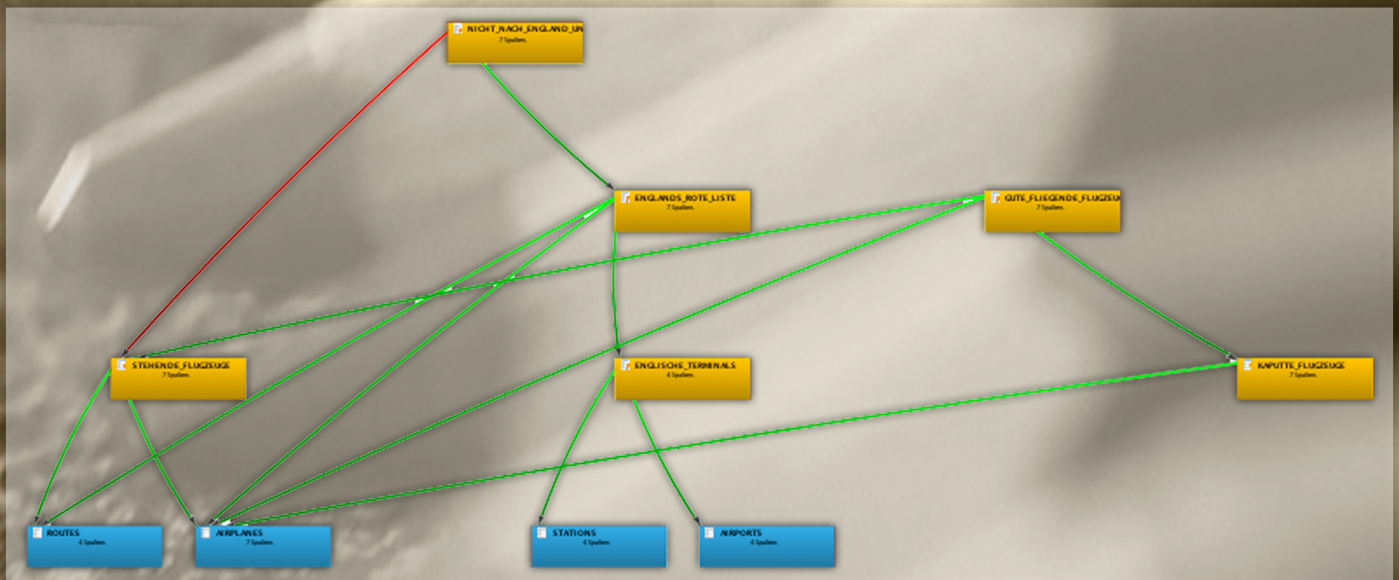 NICHT_NACH_ENGLAND_UN
7 Spalten.
ENGLANDS_ROTE_LISTE
7 Spalten.
GUTE_FLIEGENDE_FLUGZEU
7 Spalten.
STEHENDE_FLUGZEUGE
7 Spalten.
ENGLISCHE_TERMINALS
4 Spalten.
KAPUTTE_FLUGZEUGE
7 Spalten.
ROUTES
4 Spalten.
AIRPLANES
7 Spalten.
STATIONS
4 Spalten.
AIRPORTS
4 Spalten.